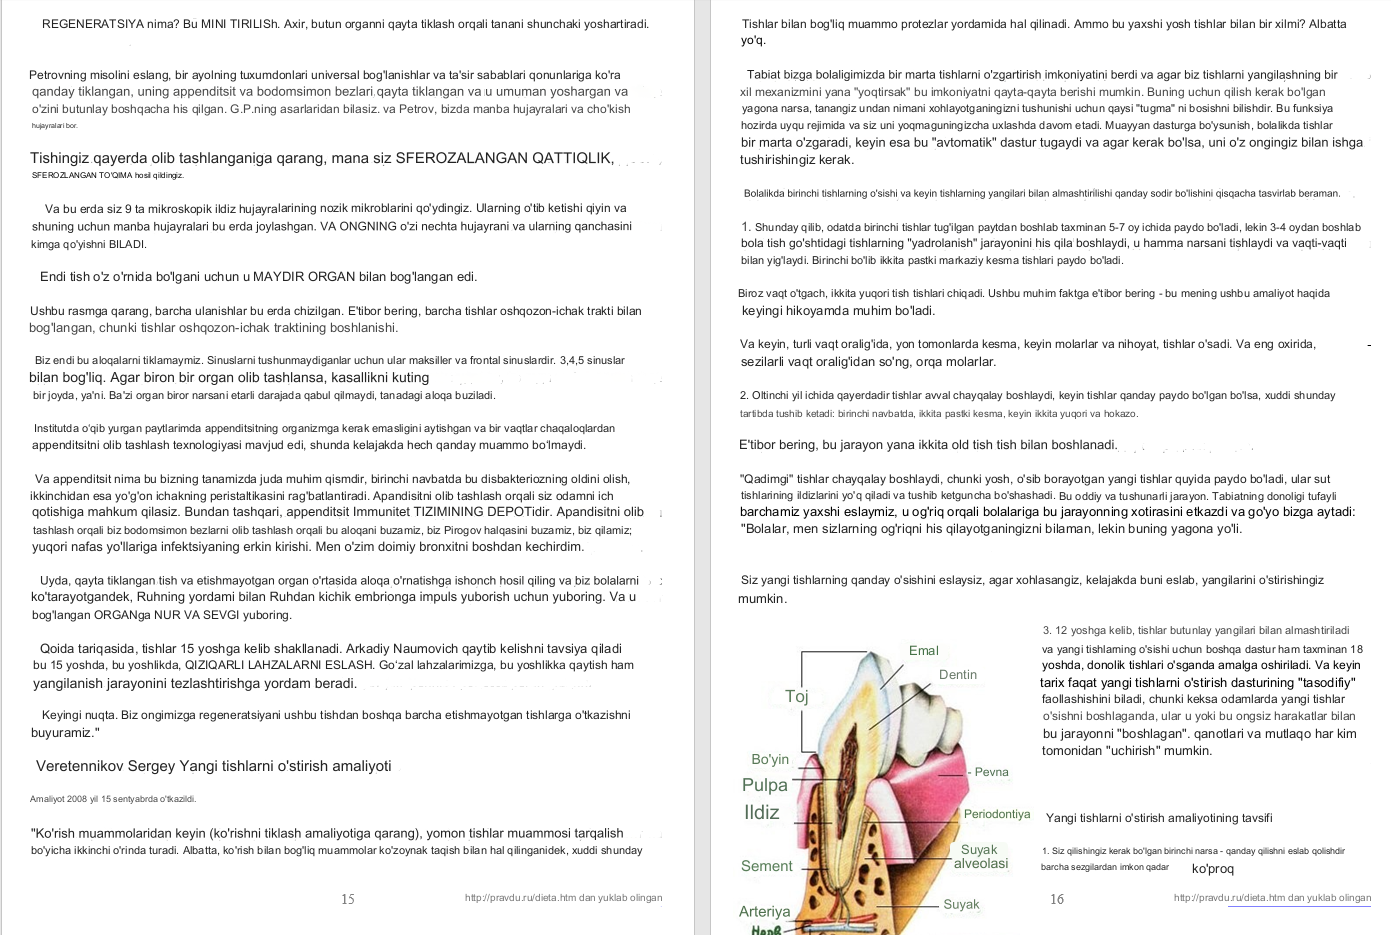 REGENERATSIYA nima? Bu MINI TIRILISh. Axir, butun organni qayta tiklash orqali tanani shunchaki yoshartiradi.
Petrovning misolini eslang, bir ayolning tuxumdonlari universal bog'lanishlar va ta'sir sabablari qonunlariga ko'ra
qanday tiklangan, uning appenditsit va bodomsimon bezlari qayta tiklangan va u umuman yoshargan va
o'zini butunlay boshqacha his qilgan. G.P.ning asarlaridan bilasiz. va Petrov, bizda manba hujayralari va cho'kish
hujayralari bor.
Tishingiz qayerda olib tashlanganiga qarang, mana siz SFEROZALANGAN QATTIQLIK,
SFEROZLANGAN TO'QIMA hosil qildingiz.
Va bu erda siz 9 ta mikroskopik ildiz hujayralarining nozik mikroblarini qo'ydingiz. Ularning o'tib ketishi qiyin va
shuning uchun manba hujayralari bu erda joylashgan. VA ONGNING o'zi nechta hujayrani va ularning qanchasini
kimga qo'yishni BILADI.
Endi tish o'z o'rnida bo'lgani uchun u MAYDIR ORGAN bilan bog'langan edi.
Ushbu rasmga qarang, barcha ulanishlar bu erda chizilgan. E'tibor bering, barcha tishlar oshqozon-ichak trakti bilan
bog'langan, chunki tishlar oshqozon-ichak traktining boshlanishi.
Biz endi bu aloqalarni tiklamaymiz. Sinuslarni tushunmaydiganlar uchun ular maksiller va frontal sinuslardir. 3,4,5 sinuslar
bilan bog'liq. Agar biron bir organ olib tashlansa, kasallikni kuting
bir joyda, ya'ni. Ba'zi organ biror narsani etarli darajada qabul qilmaydi, tanadagi aloqa buziladi.
Institutda o'qib yurgan paytlarimda appenditsitning organizmga kerak emasligini aytishgan va bir vaqtlar chaqaloqlardan
appenditsitni olib tashlash texnologiyasi mavjud edi, shunda kelajakda hech qanday muammo bo'lmaydi.
Va appenditsit nima bu bizning tanamizda juda muhim qismdir, birinchi navbatda bu disbakteriozning oldini olish,
ikkinchidan esa yo'g'on ichakning peristaltikasini rag'batlantiradi. Apandisitni olib tashlash orqali siz odamni ich
qotishiga mahkum qilasiz. Bundan tashqari, appenditsit Immunitet TIZIMINING DEPOTidir. Apandisitni olib
tashlash orqali biz bodomsimon bezlarni olib tashlash orqali bu aloqani buzamiz, biz Pirogov halqasini buzamiz, biz qilamiz;
yuqori nafas yo'llariga infektsiyaning erkin kirishi. Men o'zim doimiy bronxitni boshdan kechirdim.
Uyda, qayta tiklangan tish va etishmayotgan organ o'rtasida aloqa o'rnatishga ishonch hosil qiling va biz bolalarni
ko'tarayotgandek, Ruhning yordami bilan Ruhdan kichik embrionga impuls yuborish uchun yuboring. Va u
bog'langan ORGANga NUR VA SEVGI yuboring.
Qoida tariqasida, tishlar 15 yoshga kelib shakllanadi. Arkadiy Naumovich qaytib kelishni tavsiya qiladi
bu 15 yoshda, bu yoshlikda, QIZIQARLI LAHZALARNI ESLASH. Go'zal lahzalarimizga, bu yoshlikka qaytish ham
yangilanish jarayonini tezlashtirishga yordam beradi.
Keyingi nuqta. Biz ongimizga regeneratsiyani ushbu tishdan boshqa barcha etishmayotgan tishlarga o'tkazishni
buyuramiz."
Veretennikov Sergey Yangi tishlarni o'stirish amaliyoti
Amaliyot 2008 yil 15 sentyabrda o'tkazildi.
"Ko'rish muammolaridan keyin (ko'rishni tiklash amaliyotiga qarang), yomon tishlar muammosi tarqalish
bo'yicha ikkinchi o'rinda turadi. Albatta, ko'rish bilan bog'liq muammolar ko'zoynak taqish bilan hal qilinganidek, xuddi shunday
15
http://pravdu.ru/dieta.htm dan yuklab olingan
Tishlar bilan bog'liq muammo protezlar yordamida hal qilinadi. Ammo bu yaxshi yosh tishlar bilan bir xilmi? Albatta
yo'q.
Tabiat bizga bolaligimizda bir marta tishlarni o'zgartirish imkoniyatini berdi va agar biz tishlarni yangilashning bir
xil mexanizmini yana "yoqtirsak" bu imkoniyatni qayta-qayta berishi mumkin. Buning uchun qilish kerak bo'lgan
yagona narsa, tanangiz undan nimani xohlayotganingizni tushunishi uchun qaysi "tugma" ni bosishni bilishdir. Bu funksiya
hozirda uyqu rejimida va siz uni yoqmaguningizcha uxlashda davom etadi. Muayyan dasturga bo'ysunish, bolalikda tishlar
bir marta o'zgaradi, keyin esa bu "avtomatik" dastur tugaydi va agar kerak bo'lsa, uni o'z ongingiz bilan ishga
tushirishingiz kerak.
Bolalikda birinchi tishlarning o'sishi va keyin tishlarning yangilari bilan almashtirilishi qanday sodir bo'lishini qisqacha tasvirlab beraman.
1. Shunday qilib, odatda birinchi tishlar tug'ilgan paytdan boshlab taxminan 5-7 oy ichida paydo bo'ladi, lekin 3-4 oydan boshlab
bola tish go'shtidagi tishlarning "yadrolanish" jarayonini his qila boshlaydi, u hamma narsani tishlaydi va vaqti-vaqti
bilan yig'laydi. Birinchi bo'lib ikkita pastki markaziy kesma tishlari paydo bo'ladi.
Biroz vaqt o'tgach, ikkita yuqori tish tishlari chiqadi. Ushbu muhim faktga e'tibor bering - bu mening ushbu amaliyot haqida
keyingi hikoyamda muhim bo'ladi.
Va keyin, turli vaqt oralig'ida, yon tomonlarda kesma, keyin molarlar va nihoyat, tishlar o'sadi. Va eng oxirida,
sezilarli vaqt oralig'idan so'ng, orqa molarlar.
2. Oltinchi yil ichida qayerdadir tishlar avval chayqalay boshlaydi, keyin tishlar qanday paydo bo'lgan bo'lsa, xuddi shunday
tartibda tushib ketadi: birinchi navbatda, ikkita pastki kesma, keyin ikkita yuqori va hokazo.
E'tibor bering, bu jarayon yana ikkita old tish tish bilan boshlanadi.
"Qadimgi" tishlar chayqalay boshlaydi, chunki yosh, o'sib borayotgan yangi tishlar quyida paydo bo'ladi, ular sut
tishlarining ildizlarini yo'q qiladi va tushib ketguncha bo'shashadi. Bu oddiy va tushunarli jarayon. Tabiatning donoligi tufayli
barchamiz yaxshi eslaymiz, u og'riq orqali bolalariga bu jarayonning xotirasini etkazdi va go'yo bizga aytadi:
"Bolalar, men sizlarning og'riqni his qilayotganingizni bilaman, lekin buning yagona yo'li.
Siz yangi tishlarning qanday o'sishini eslaysiz, agar xohlasangiz, kelajakda buni eslab, yangilarini o'stirishingiz
mumkin.
3. 12 yoshga kelib, tishlar butunlay yangilari bilan almashtiriladi
va yangi tishlarning o'sishi uchun boshqa dastur ham taxminan 18
yoshda, donolik tishlari o'sganda amalga oshiriladi. Va keyin
tarix faqat yangi tishlarni o'stirish dasturining "tasodifiy"
faollashishini biladi, chunki keksa odamlarda yangi tishlar
o'sishni boshlaganda, ular u yoki bu ongsiz harakatlar bilan
bu jarayonni "boshlagan". qanotlari va mutlaqo har kim
tomonidan "uchirish" mumkin.
Emal
Dentin
Toj
Bo'yin
Pulpa
- Pevna
Ildiz
Periodontiya
Suyak
alveolasi
Sement
Suyak
Arteriya
Нерв
Yangi tishlarni o'stirish amaliyotining tavsifi
1. Siz qilishingiz kerak bo'lgan birinchi narsa - qanday qilishni eslab qolishdir
barcha sezgilardan imkon qadar ko'proq
16
http://pravdu.ru/dieta.htm dan yuklab olingan